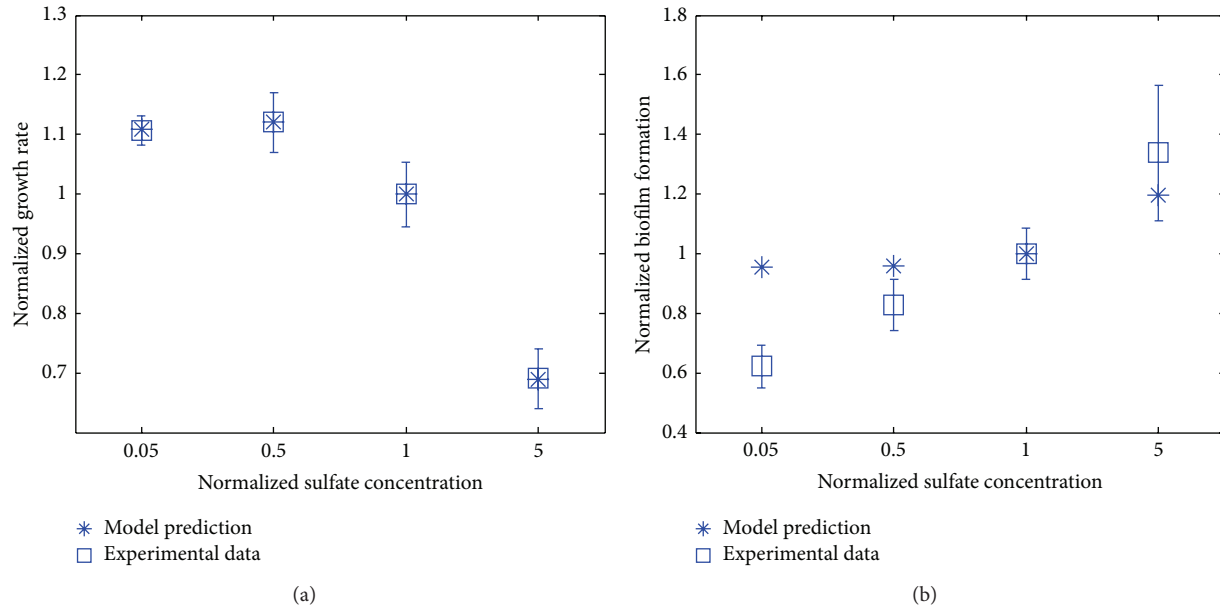 1.3
1.2
1.1
1
0.9
0.8
0.7
Normalized growth rate
0.05 0.5 1 5
Normalized sulfate concentration
Model prediction
Experimental data
(a)
1.8
1.6
1.4
1.2
1
0.8
0.6
0.4
Normalized biofilm formation
0.05 0.5 1 5
Normalized sulfate concentration
Model prediction
Experimental data
(b)